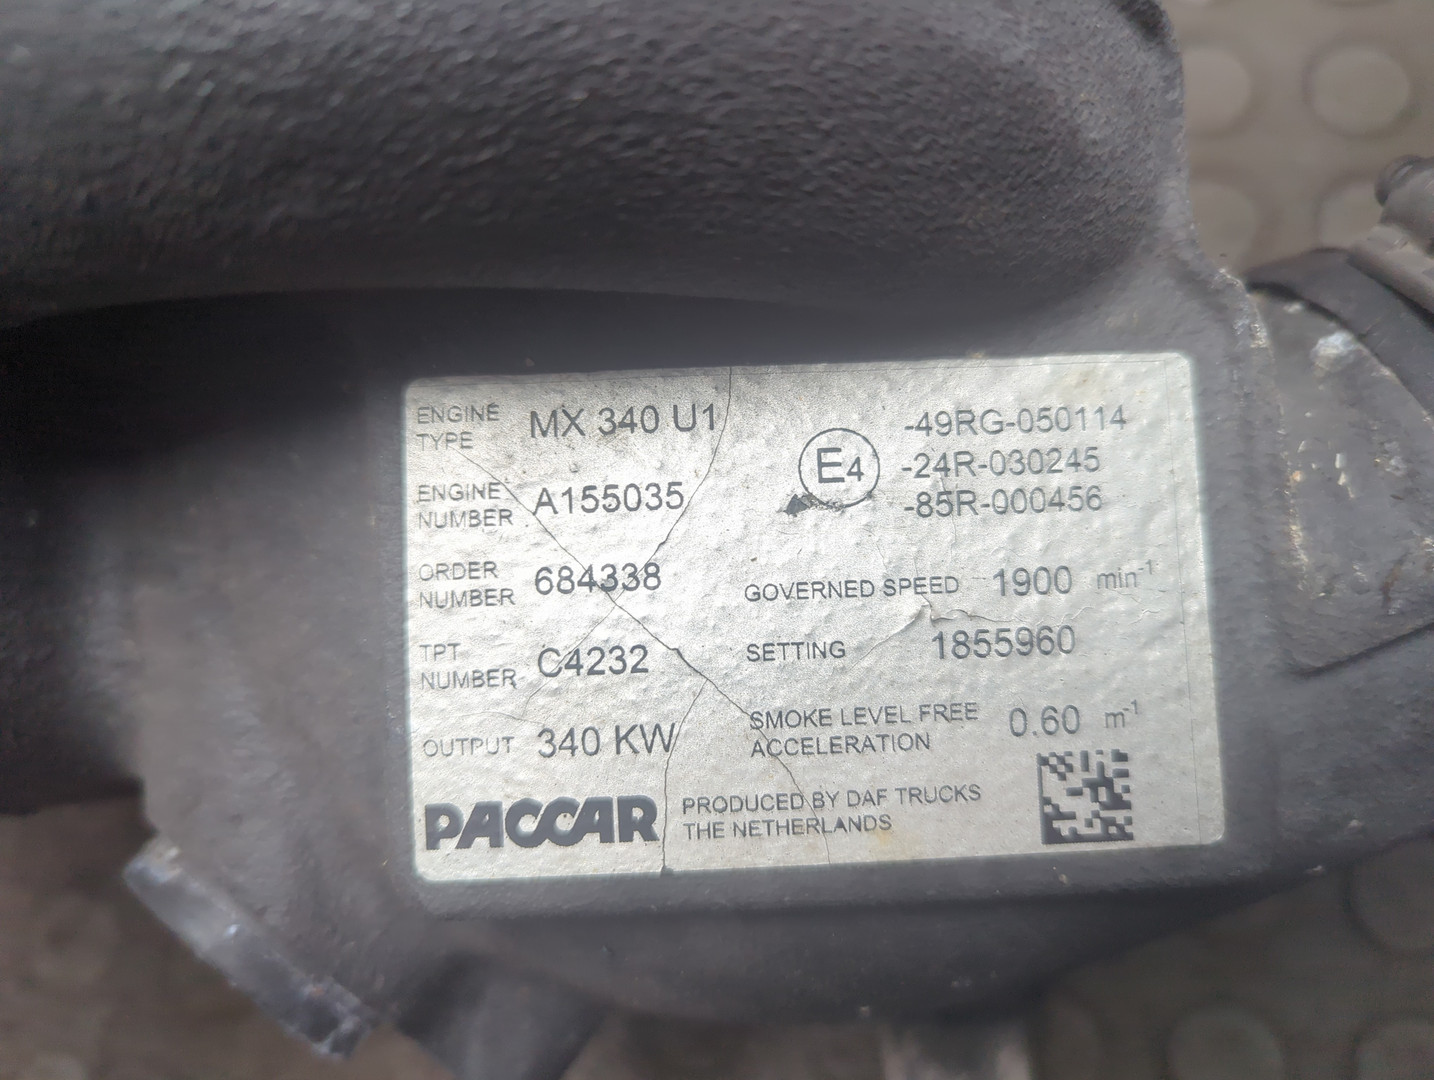 ENGINE TYPE MX 340 U1
ENGINE NUMBER A155035
ORDER NUMBER 684338
TPT NUMBER C4232
OUTPUT 340 KW
E4
-49RG-050114
-24R-030245
-85R-000456
GOVERNED SPEED 1900 min-1
SETTING 1855960
SMOKE LEVEL FREE ACCELERATION 0.60 m-1
PACCAR
PRODUCED BY DAF TRUCKS
THE NETHERLANDS